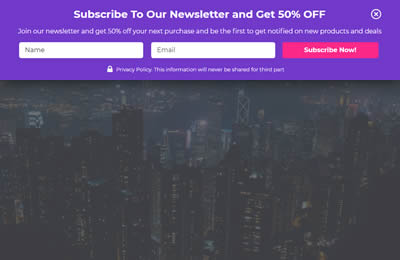 Subscribe To Our Newsletter and Get 50% OFF
Join our newsletter and get 50% off your next purchase and be the first to get notified on new products and deals
Name
Email
Subscribe Now!
Privacy Policy. This information will never be shared for third part